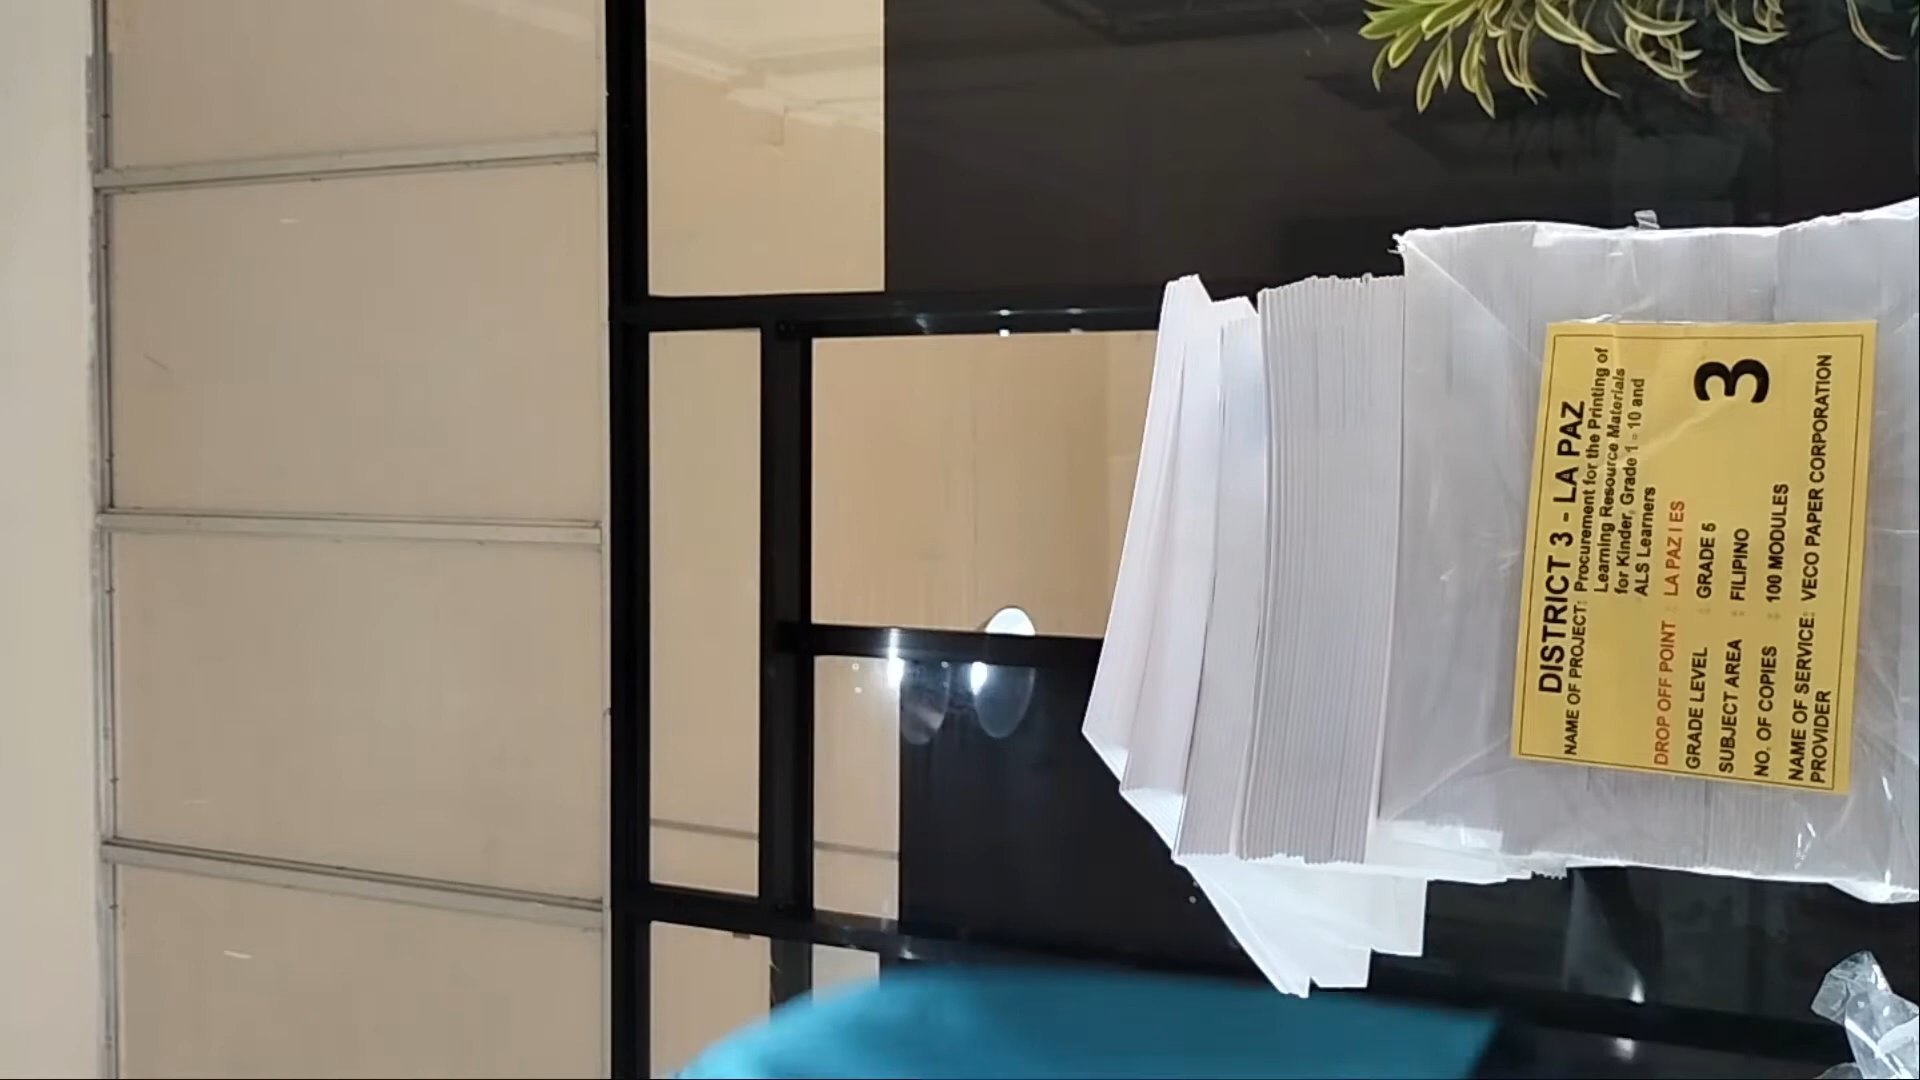 DISTRICT 3 - LA PAZ
NAME OF PROJECT: Procurement for the Printing of
Learning Resource Materials
for Kinder, Grade 1 - 10 and
ALS Learners
DROP OFF POINT : LA PAZ I ES
GRADE LEVEL : GRADE 5
SUBJECT AREA : FILIPINO
NO. OF COPIES : 100 MODULES
3
NAME OF SERVICE: VECO PAPER CORPORATION
PROVIDER